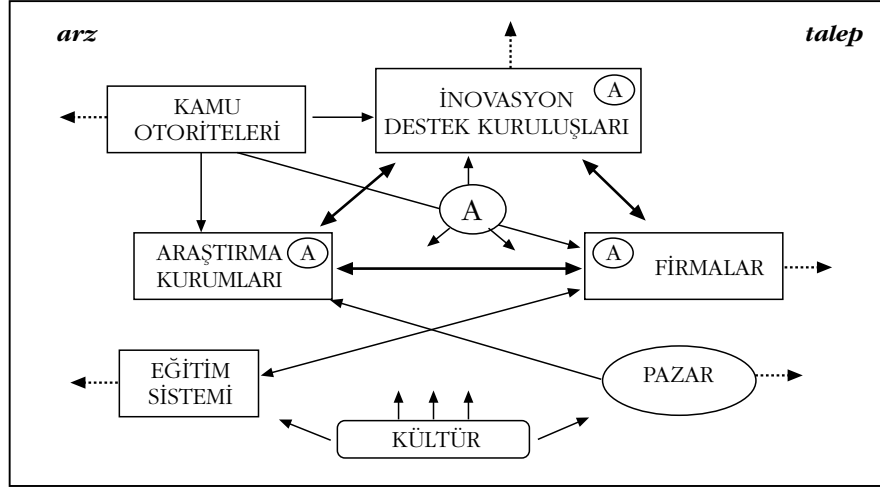 arz
talep
KAMU
OTORİTELERİ
İNOVASYON
DESTEK KURULUŞLARI
A
A
ARAŞTIRMA
KURUMLARI
A
A
FİRMALAR
EĞİTİM
SİSTEMİ
PAZAR
KÜLTÜR